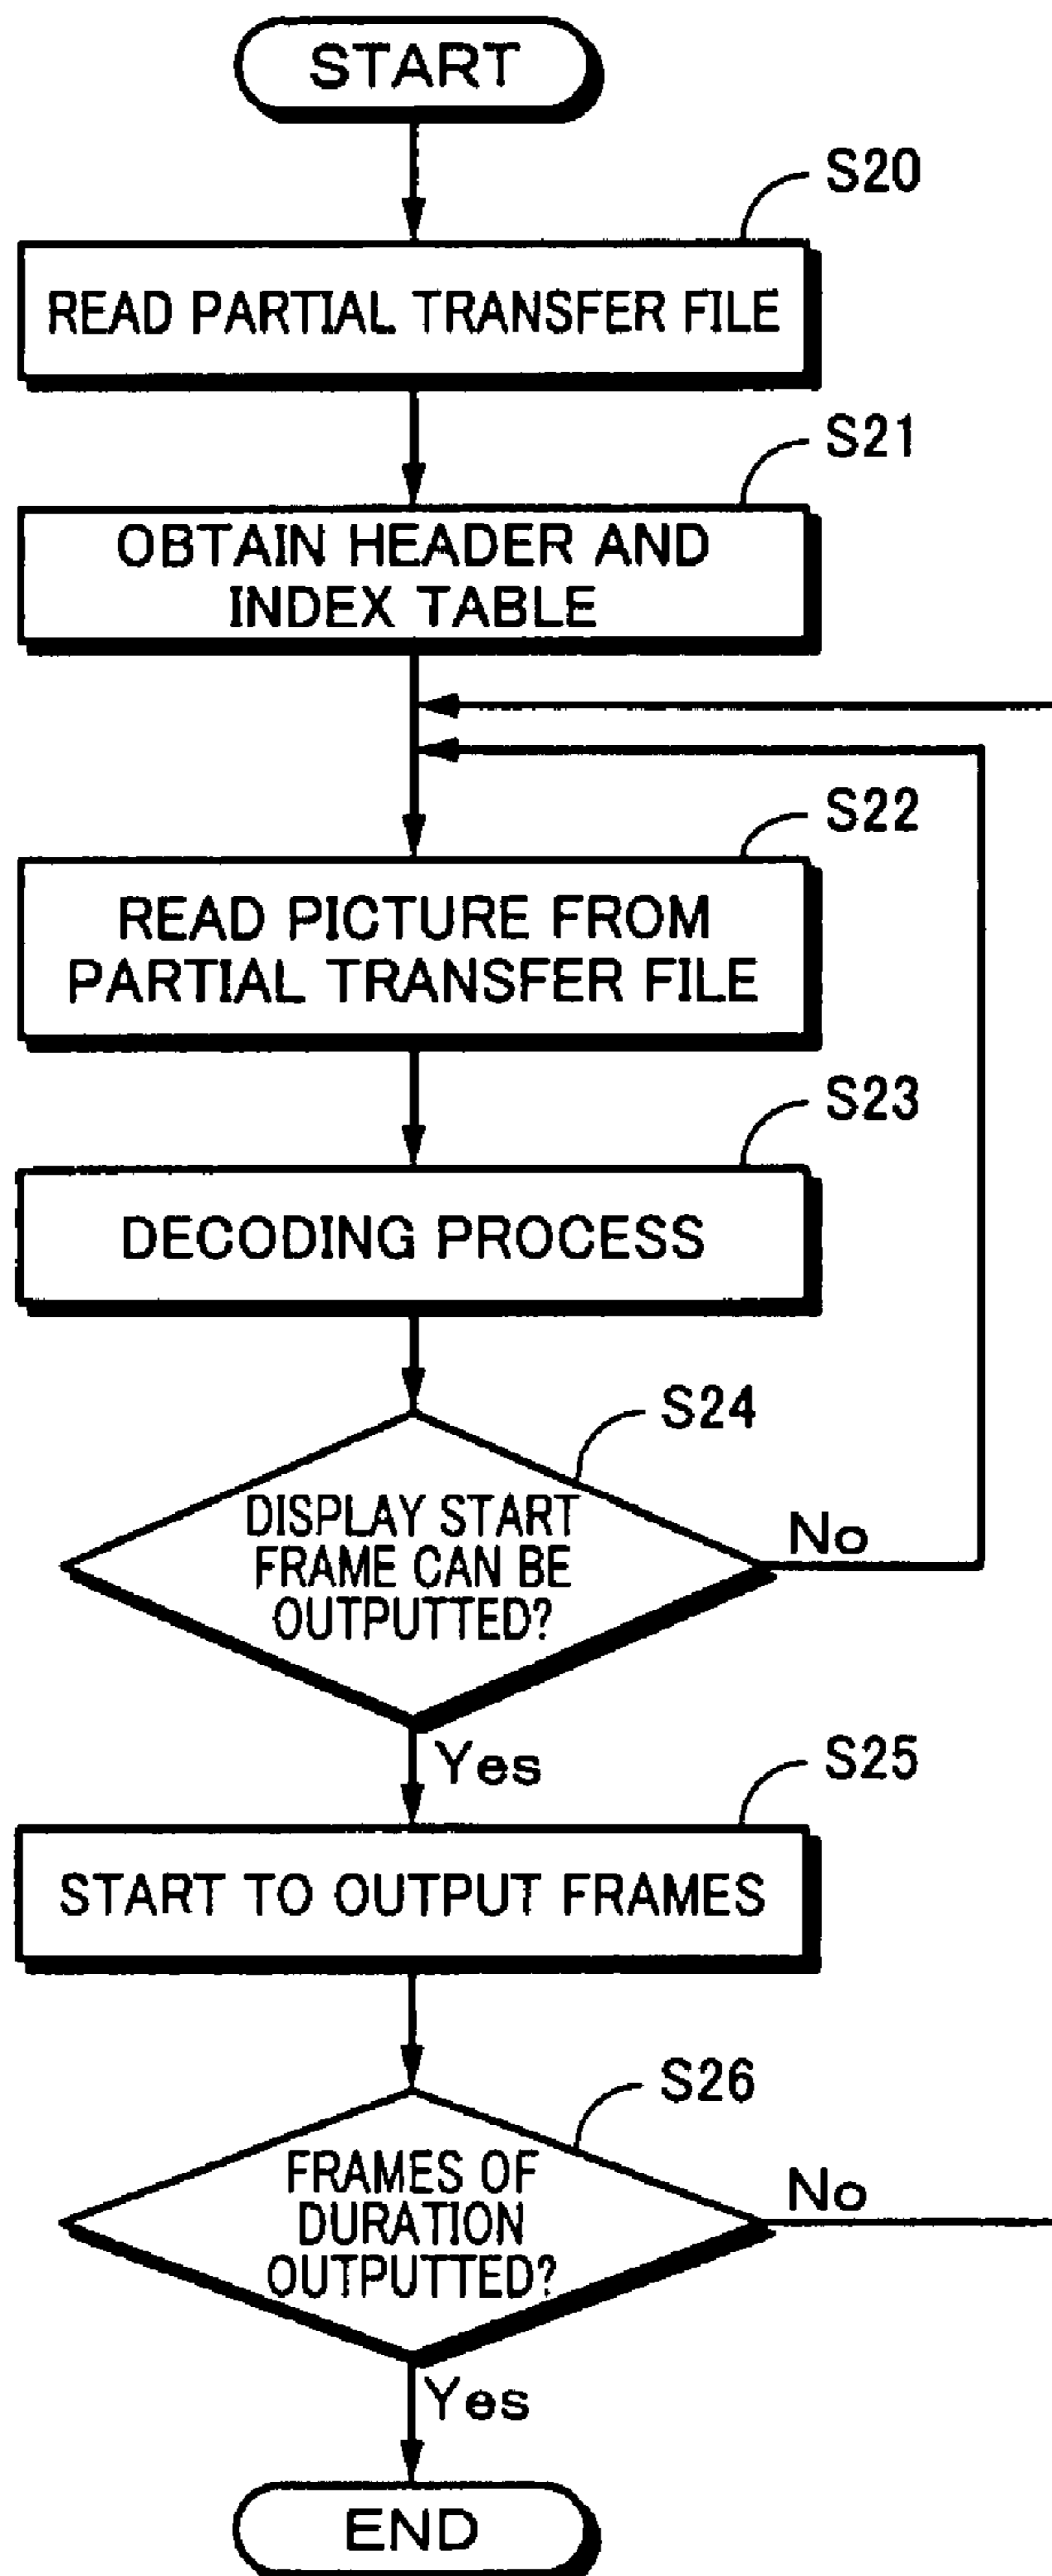 START
S20
READ PARTIAL TRANSFER FILE
S21
OBTAIN HEADER AND
INDEX TABLE
S22
READ PICTURE FROM
PARTIAL TRANSFER FILE
S23
DECODING PROCESS
S24
DISPLAY START
FRAME CAN BE
OUTPUTTED?
No
Yes
S25
START TO OUTPUT FRAMES
S26
FRAMES OF
DURATION
OUTPUTTED?
No
Yes
END